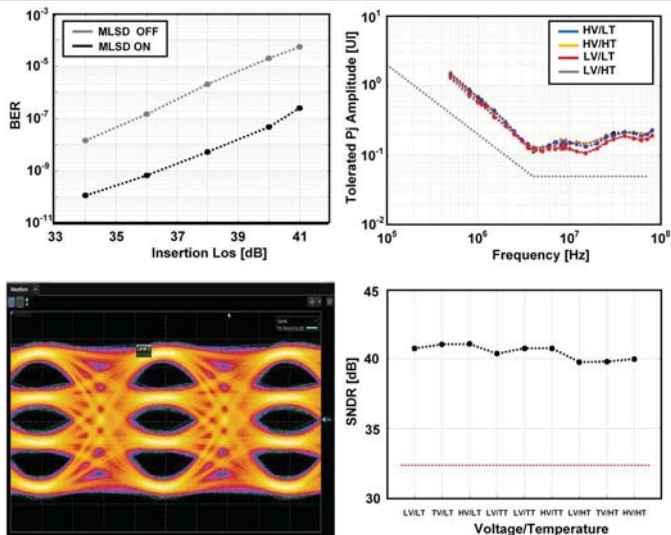 10-3
MLSD OFF
MLSD ON
10-5
BER
10-7
10-9
10-11
33
35
37
39
41
Insertion Los [dB]
Tolerated Pj Amplitude [UI]
101
100
10-1
10-2
HV/LT
HV/HT
LV/LT
LV/HT
105
106
107
108
Frequency [Hz]
45
40
35
30
SNDR [dB]
LV/LT TV/LT HV/LT LV/TT LV/TT HV/TT LV/HT TV/HT HV/HT
Voltage/Temperature